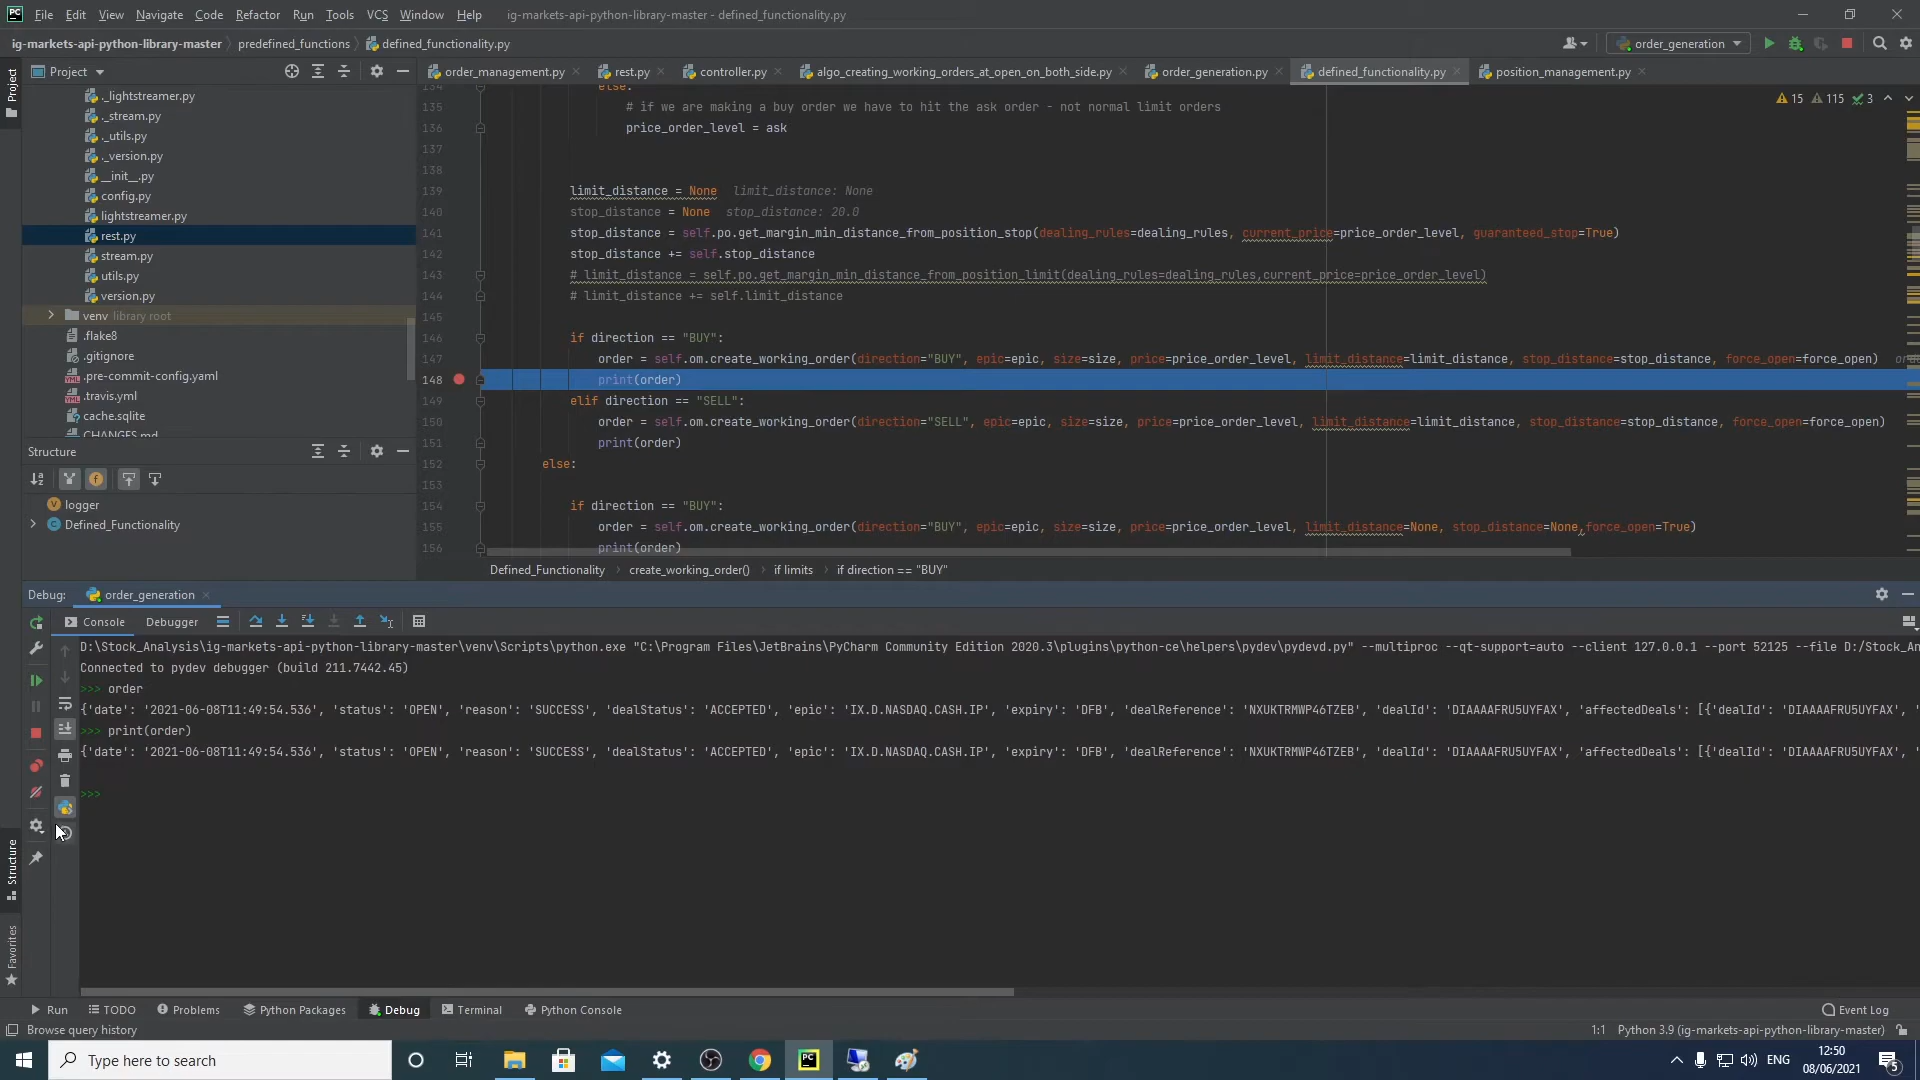 PC File Edit View Navigate Code Refactor Run Tools VCS Window Help ig-markets-api-python-library-master - defined_functionality.py
ig-markets-api-python-library-master predefined_functions defined_functionality.py order_generation
Project order_management.py rest.py controller.py algo_creating_working_orders_at_open_on_both_side.py order_generation.py defined_functionality.py position_management.py
Project
._lightstreamer.py
._stream.py
._utils.py
._version.py
__init__.py
config.py
lightstreamer.py
rest.py
stream.py
utils.py
version.py
venv library root
.flake8
.gitignore
.pre-commit-config.yaml
.travis.yml
cache.sqlite
CHANGES.md
15 115 3
134 else:
135 # if we are making a buy order we have to hit the ask order - not normal limit orders
136 price_order_level = ask
137
138
139 limit_distance = None limit_distance: None
140 stop_distance = None stop_distance: 20.0
141 stop_distance = self.po.get_margin_min_distance_from_position_stop(dealing_rules=dealing_rules, current_price=price_order_level, guaranteed_stop=True)
142 stop_distance += self.stop_distance
143 # limit_distance = self.po.get_margin_min_distance_from_position_limit(dealing_rules=dealing_rules,current_price=price_order_level)
144 # limit_distance += self.limit_distance
145
146 if direction == "BUY":
147 order = self.om.create_working_order(direction="BUY", epic=epic, size=size, price=price_order_level, limit_distance=limit_distance, stop_distance=stop_distance, force_open=force_open)
148 print(order)
149 elif direction == "SELL":
150 order = self.om.create_working_order(direction="SELL", epic=epic, size=size, price=price_order_level, limit_distance=limit_distance, stop_distance=stop_distance, force_open=force_open)
151 print(order)
152 else:
153
154 if direction == "BUY":
155 order = self.om.create_working_order(direction="BUY", epic=epic, size=size, price=price_order_level, limit_distance=None, stop_distance=None,force_open=True)
156 print(order)
Structure
logger
Defined_Functionality
Defined_Functionality create_working_order() if limits if direction == "BUY"
Debug: order_generation
Console Debugger
D:\Stock_Analysis\ig-markets-api-python-library-master\venv\Scripts\python.exe "C:\Program Files\JetBrains\PyCharm Community Edition 2020.3\plugins\python-ce\helpers\pydev\pydevd.py" --multiproc --qt-support=auto --client 127.0.0.1 --port 52125 --file D:/Stock_An
Connected to pydev debugger (build 211.7442.45)
>>> order
{'date': '2021-06-08T11:49:54.536', 'status': 'OPEN', 'reason': 'SUCCESS', 'dealStatus': 'ACCEPTED', 'epic': 'IX.D.NASDAQ.CASH.IP', 'expiry': 'DFB', 'dealReference': 'NXUKTRMWP46TZEB', 'dealId': 'DIAAAAFRU5UYFAX', 'affectedDeals': [{'dealId': 'DIAAAAFRU5UYFAX', '
>>> print(order)
{'date': '2021-06-08T11:49:54.536', 'status': 'OPEN', 'reason': 'SUCCESS', 'dealStatus': 'ACCEPTED', 'epic': 'IX.D.NASDAQ.CASH.IP', 'expiry': 'DFB', 'dealReference': 'NXUKTRMWP46TZEB', 'dealId': 'DIAAAAFRU5UYFAX', 'affectedDeals': [{'dealId': 'DIAAAAFRU5UYFAX', '
>>>
Structure
Favorites
Run TODO Problems Python Packages Debug Terminal Python Console Event Log
Browse query history 1:1 Python 3.9 (ig-markets-api-python-library-master)
Type here to search PC ENG 12:50
08/06/2021 5